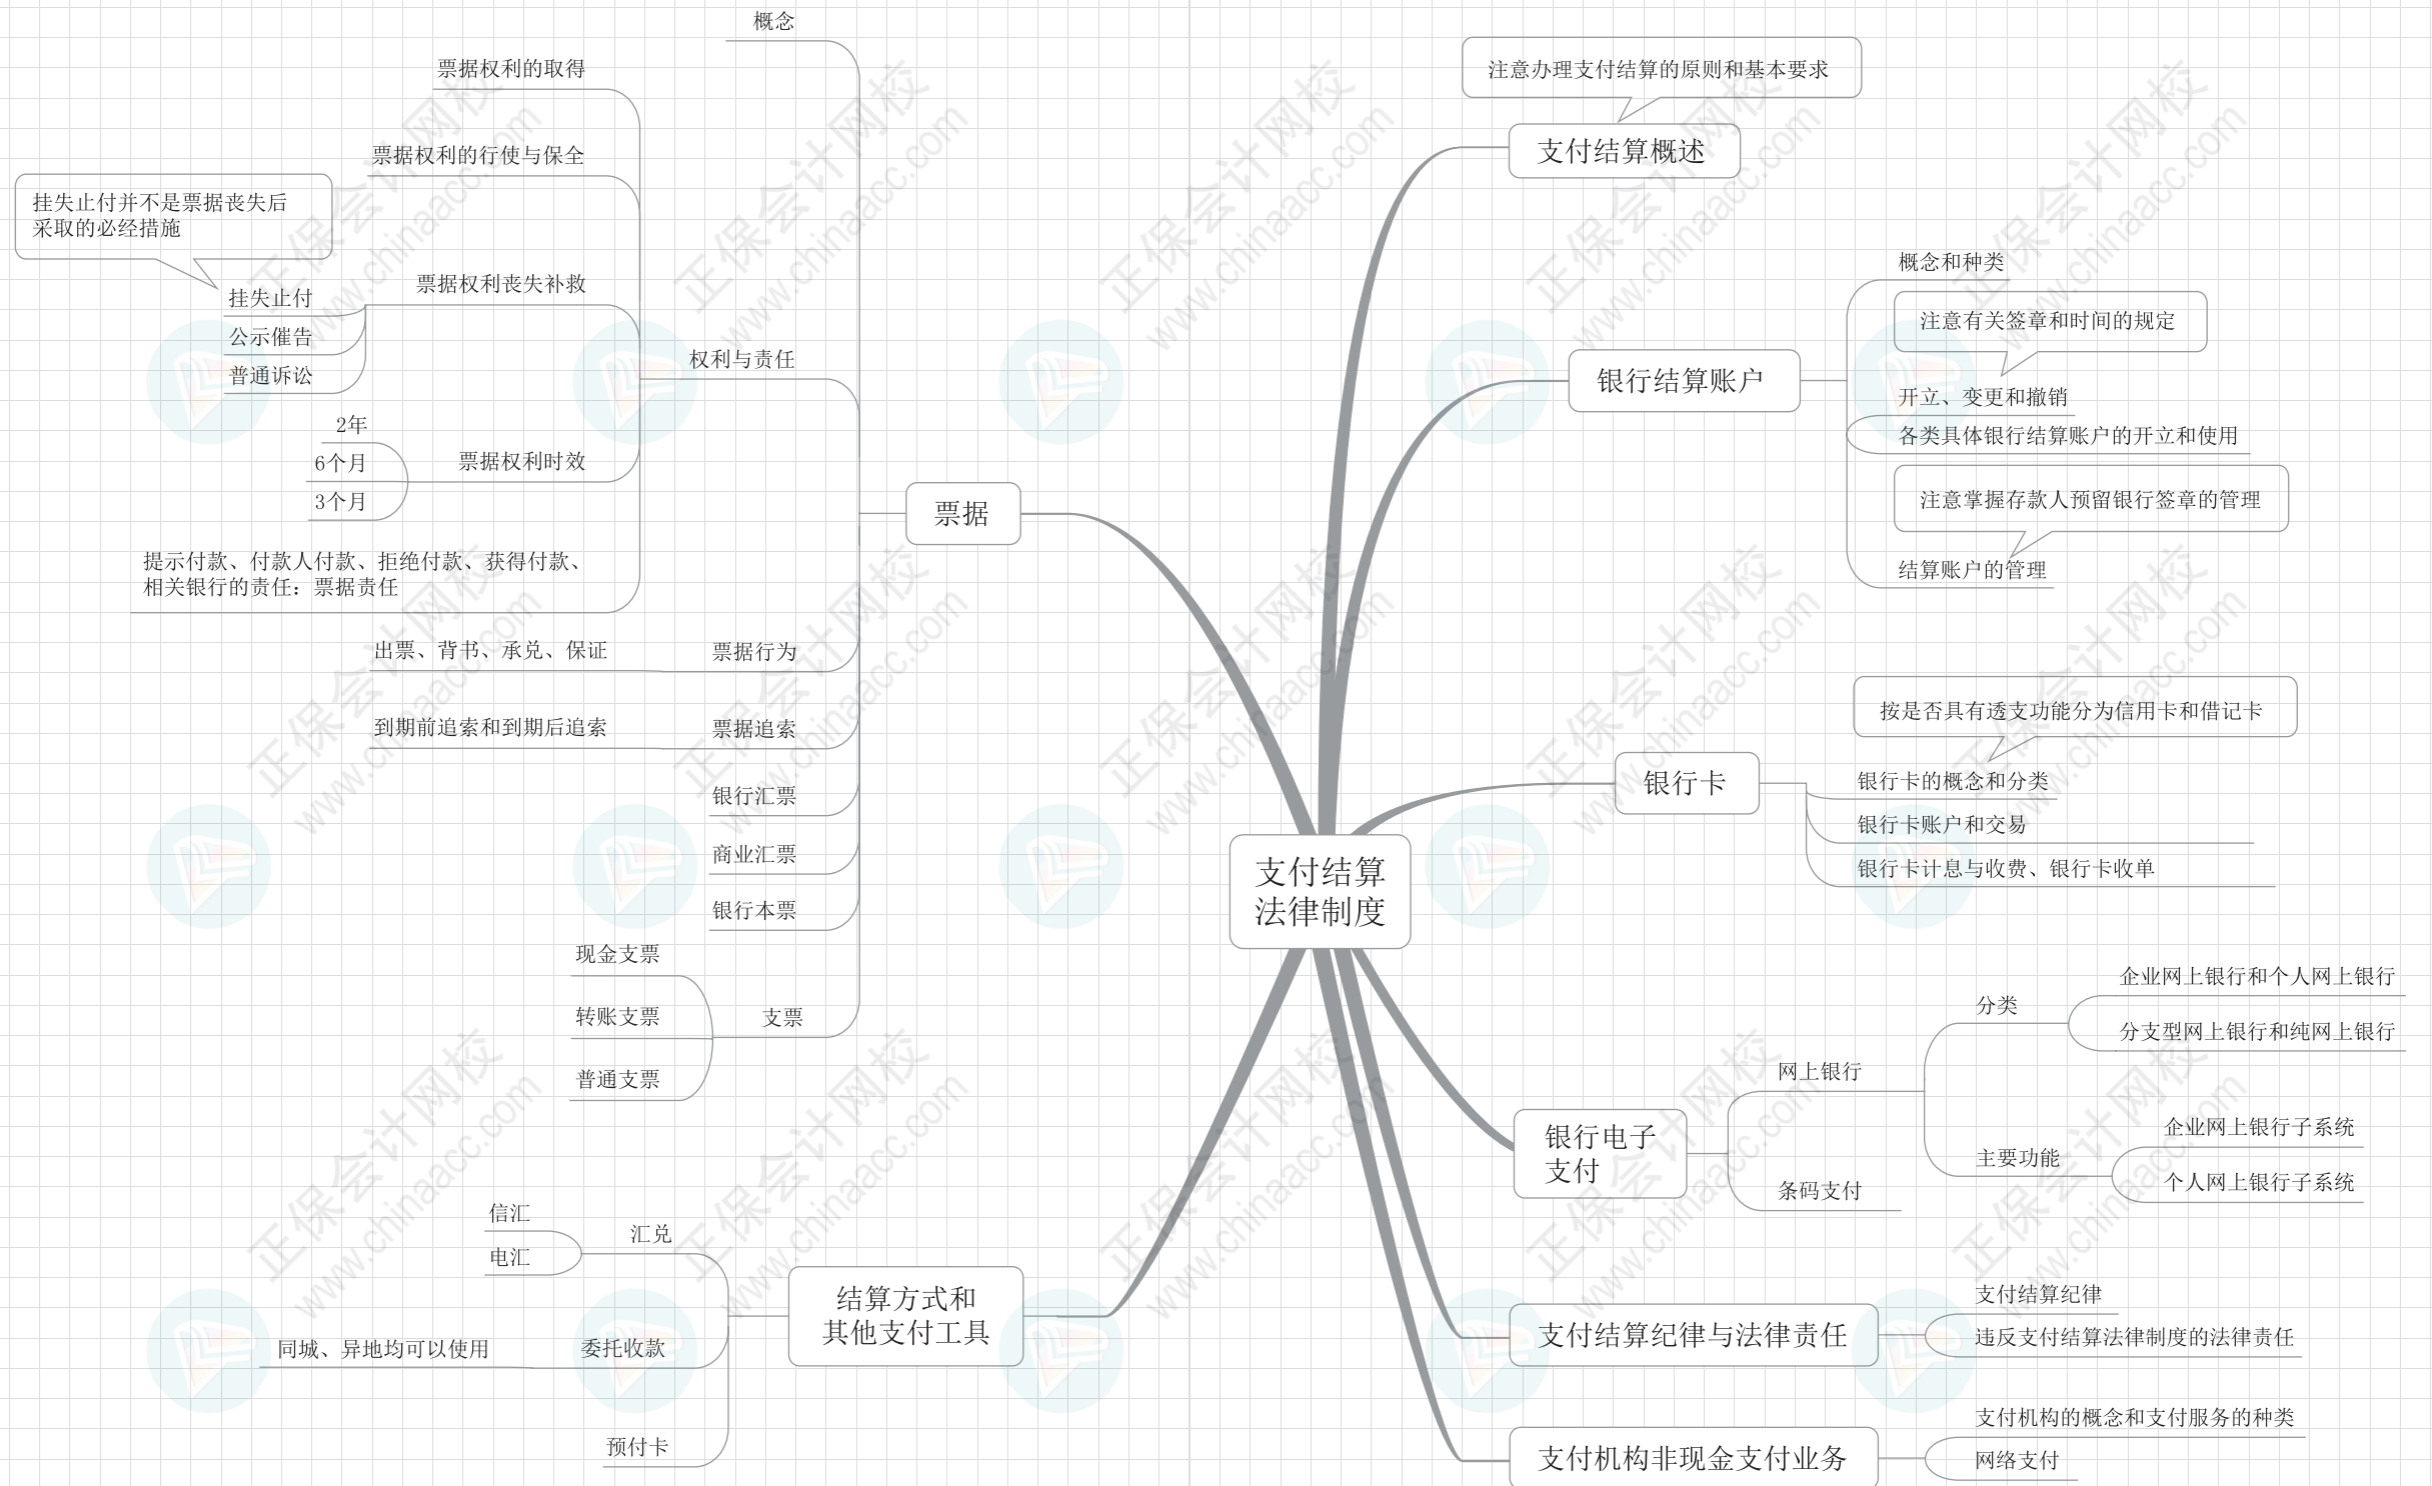 支付结算
法律制度
注意办理支付结算的原则和基本要求
支付结算概述
银行结算账户
概念和种类
注意有关签章和时间的规定
开立、变更和撤销
各类具体银行结算账户的开立和使用
注意掌握存款人预留银行签章的管理
结算账户的管理
银行卡
按是否具有透支功能分为信用卡和借记卡
银行卡的概念和分类
银行卡账户和交易
银行卡计息与收费、银行卡收单
银行电子
支付
网上银行
分类
企业网上银行和个人网上银行
分支型网上银行和纯网上银行
主要功能
企业网上银行子系统
个人网上银行子系统
条码支付
支付结算纪律与法律责任
支付结算纪律
违反支付结算法律制度的法律责任
支付机构非现金支付业务
支付机构的概念和支付服务的种类
网络支付
票据
概念
权利与责任
票据权利的取得
票据权利的行使与保全
票据权利丧失补救
挂失止付并不是票据丧失后
采取的必经措施
挂失止付
公示催告
普通诉讼
票据权利时效
2年
6个月
3个月
提示付款、付款人付款、拒绝付款、获得付款、
相关银行的责任：票据责任
票据行为
出票、背书、承兑、保证
票据追索
到期前追索和到期后追索
银行汇票
商业汇票
银行本票
支票
现金支票
转账支票
普通支票
结算方式和
其他支付工具
汇兑
信汇
电汇
委托收款
同城、异地均可以使用
预付卡
正保会计网校
www.chinaacc.com